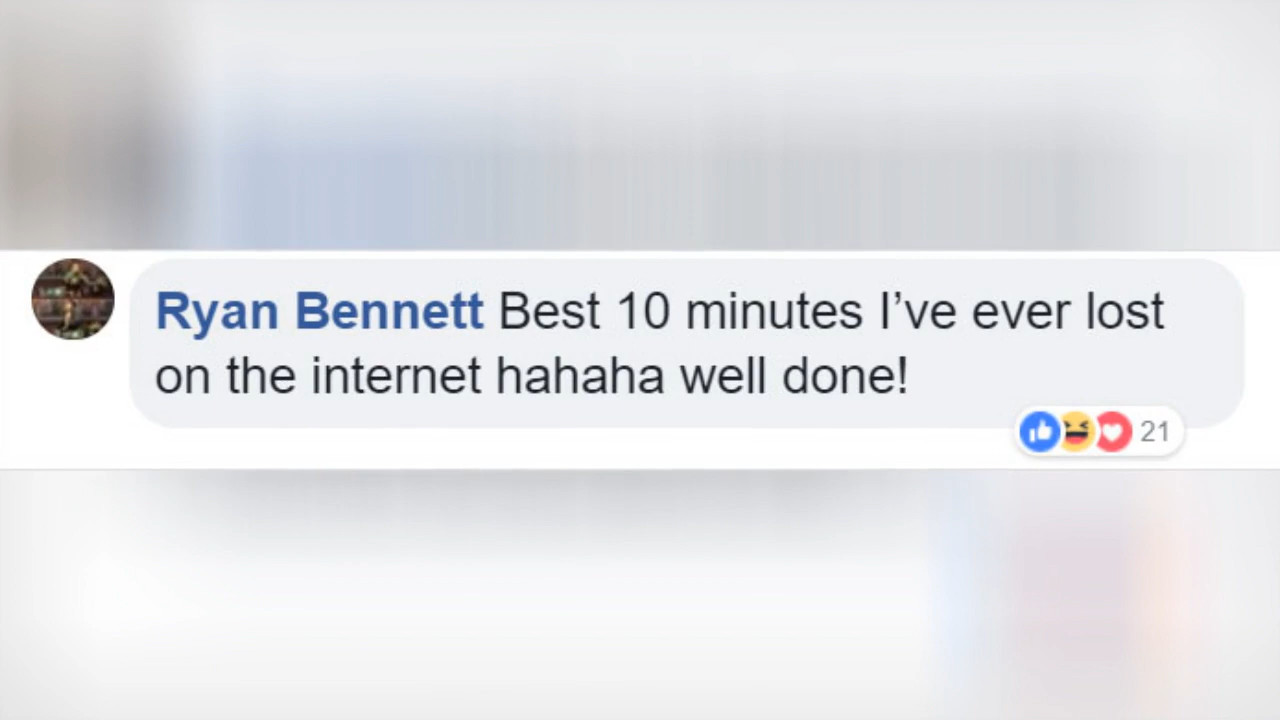 Ryan Bennett Best 10 minutes I’ve ever lost
on the internet hahaha well done!
21